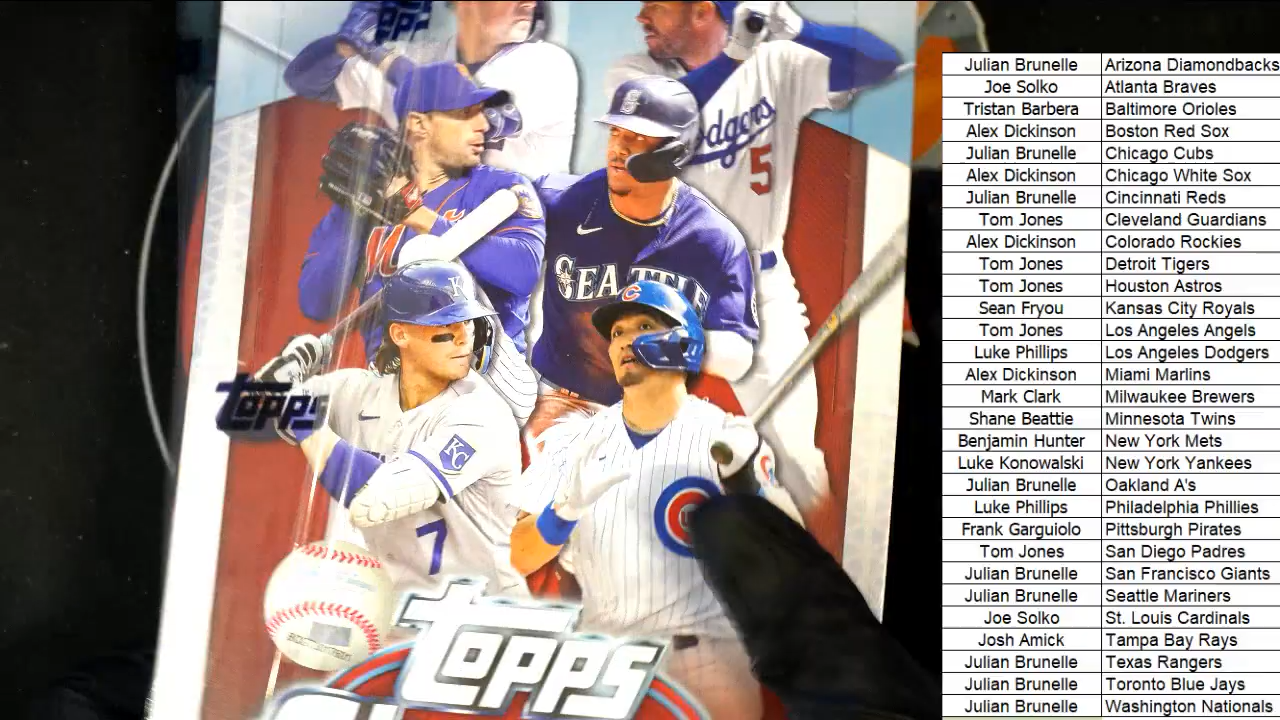 Dodgers
5
S
M
SEATTLE
K
C
topps
KC
7
C
topps
Julian Brunelle Arizona Diamondbacks
Joe Solko Atlanta Braves
Tristan Barbera Baltimore Orioles
Alex Dickinson Boston Red Sox
Julian Brunelle Chicago Cubs
Alex Dickinson Chicago White Sox
Julian Brunelle Cincinnati Reds
Tom Jones Cleveland Guardians
Alex Dickinson Colorado Rockies
Tom Jones Detroit Tigers
Tom Jones Houston Astros
Sean Fryou Kansas City Royals
Tom Jones Los Angeles Angels
Luke Phillips Los Angeles Dodgers
Alex Dickinson Miami Marlins
Mark Clark Milwaukee Brewers
Shane Beattie Minnesota Twins
Benjamin Hunter New York Mets
Luke Konowalski New York Yankees
Julian Brunelle Oakland A's
Luke Phillips Philadelphia Phillies
Frank Garguiolo Pittsburgh Pirates
Tom Jones San Diego Padres
Julian Brunelle San Francisco Giants
Julian Brunelle Seattle Mariners
Joe Solko St. Louis Cardinals
Josh Amick Tampa Bay Rays
Julian Brunelle Texas Rangers
Julian Brunelle Toronto Blue Jays
Julian Brunelle Washington Nationals